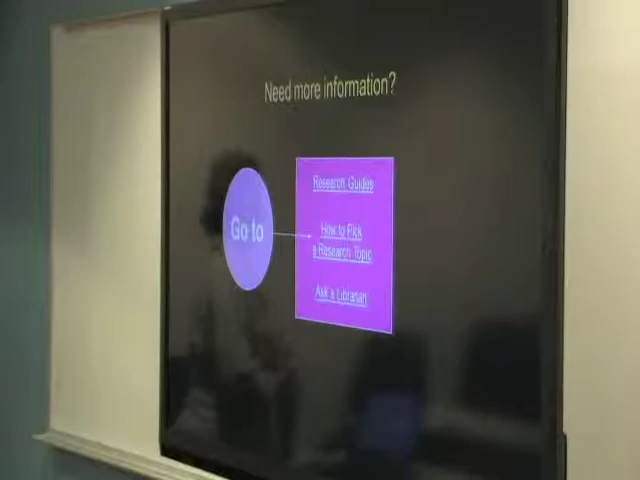 Need more information?
Go to
Research Guides
How to Pick
a Research Topic
Ask a Librarian